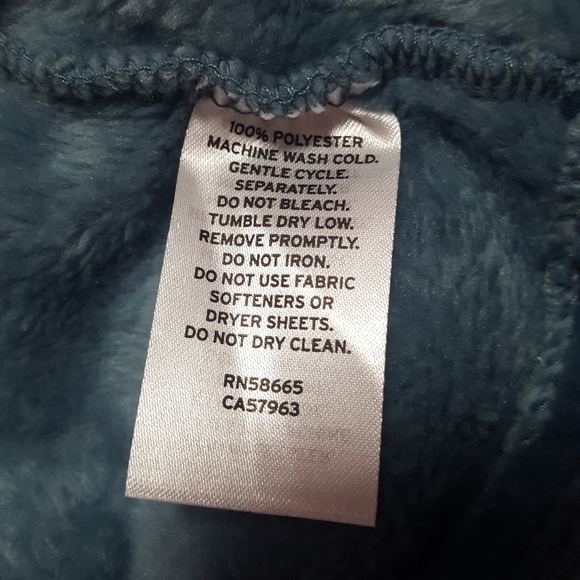 100% POLYESTER
MACHINE WASH COLD.
GENTLE CYCLE.
SEPARATELY.
DO NOT BLEACH.
TUMBLE DRY LOW.
REMOVE PROMPTLY.
DO NOT IRON.
DO NOT USE FABRIC
SOFTENERS OR
DRYER SHEETS.
DO NOT DRY CLEAN.
RN58665
CA57963